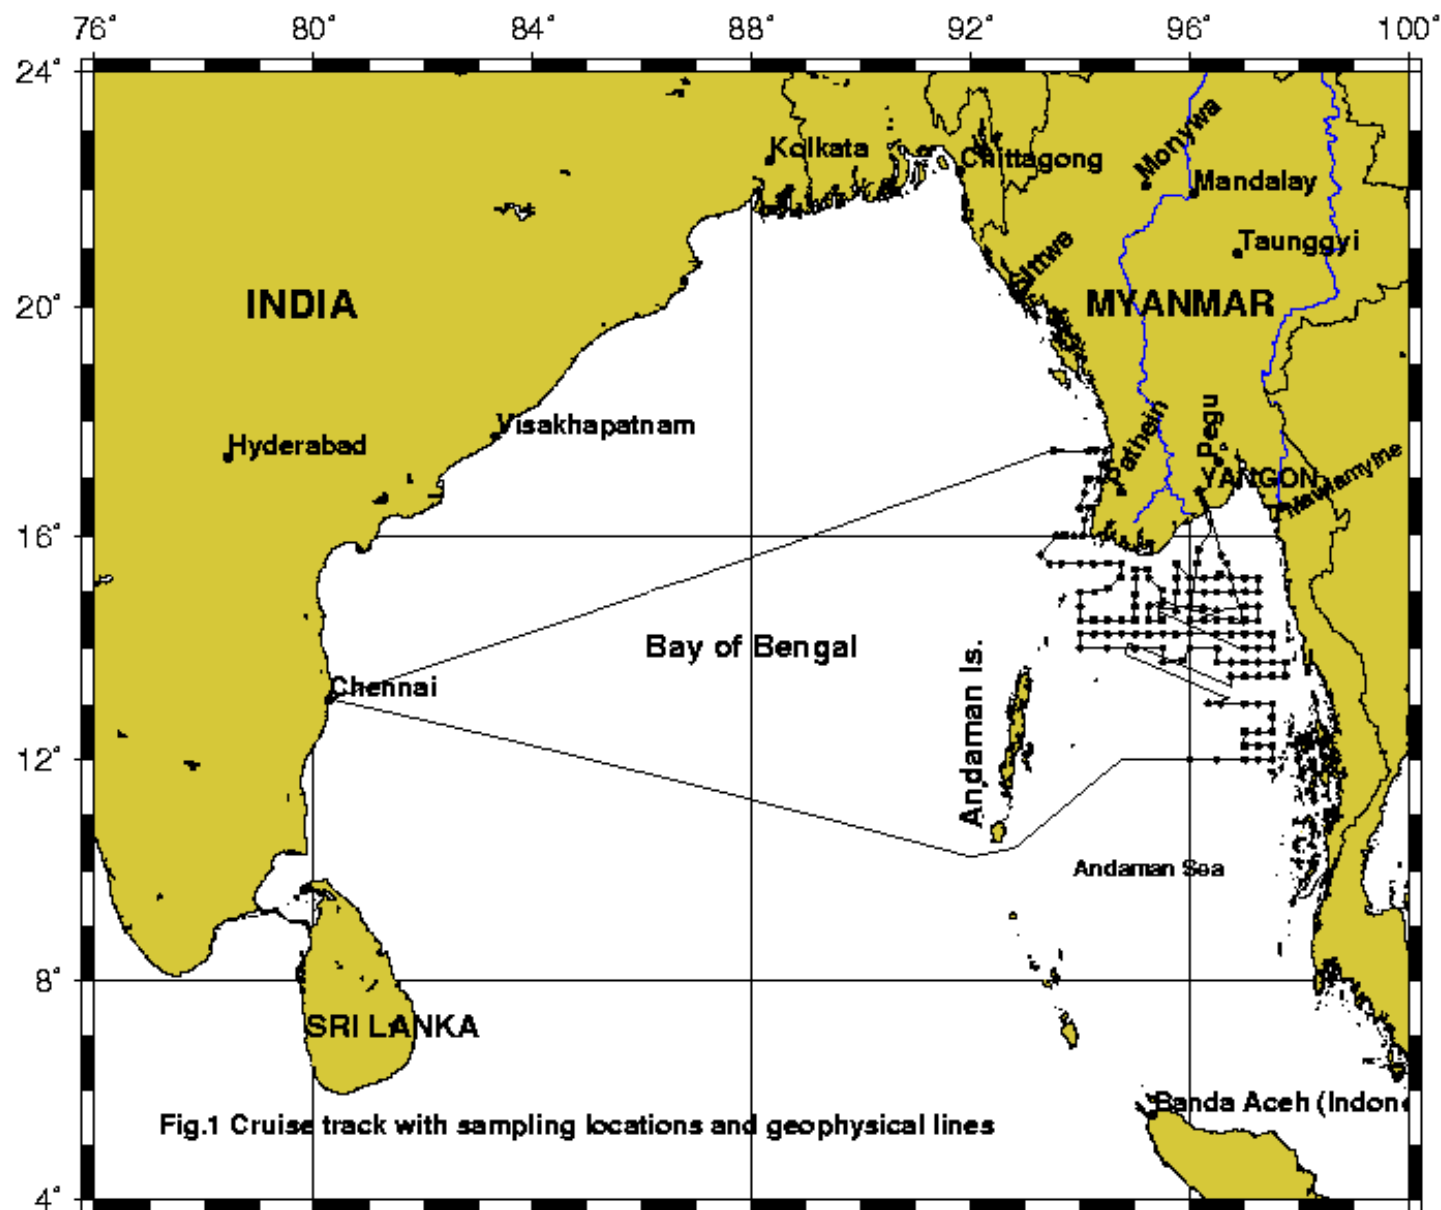 76° 80° 84° 88° 92° 96° 100°
24°
Kolkata
Chittagong
Monywa
Mandalay
Taunggyi
Sittwe
20°
INDIA
MYANMAR
Visakhapatnam
Hyderabad
Pathein
Pegu
YANGON
Mawlamyine
16°
Bay of Bengal
Andaman Is.
Chennai
12°
Andaman Sea
8°
SRI LANKA
Banda Aceh (Indone
Fig.1 Cruise track with sampling locations and geophysical lines
4°